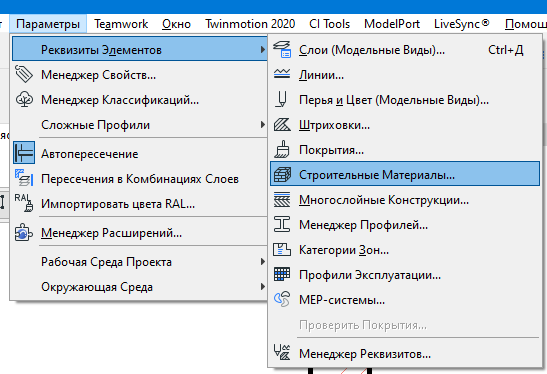 Параметры Teamwork Окно Twinmotion 2020 CI Tools ModelPort LiveSync® Помощ
Реквизиты Элементов
Менеджер Свойств...
Менеджер Классификаций...
Сложные Профили
Автопересечение
Пересечения в Комбинациях Слоев
RAL Импортировать цвета RAL...
Менеджер Расширений...
Рабочая Среда Проекта
Окружающая Среда
Слои (Модельные Виды)... Ctrl+Д
Линии...
Перья и Цвет (Модельные Виды)...
Штриховки...
Покрытия...
Строительные Материалы...
Многослойные Конструкции...
Менеджер Профилей...
Категории Зон...
Профили Эксплуатации...
МЕР-системы...
Проверить Покрытия...
Менеджер Реквизитов...